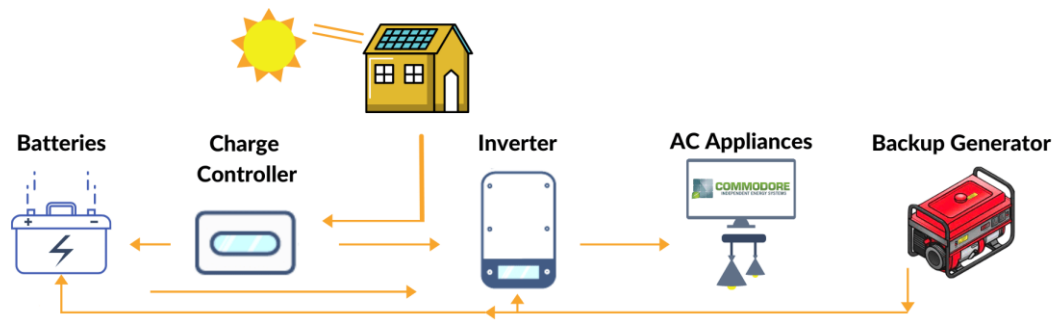 Batteries
Charge
Controller
Inverter
AC Appliances
Backup Generator
COMMODORE
INDEPENDENT ENERGY SYSTEMS